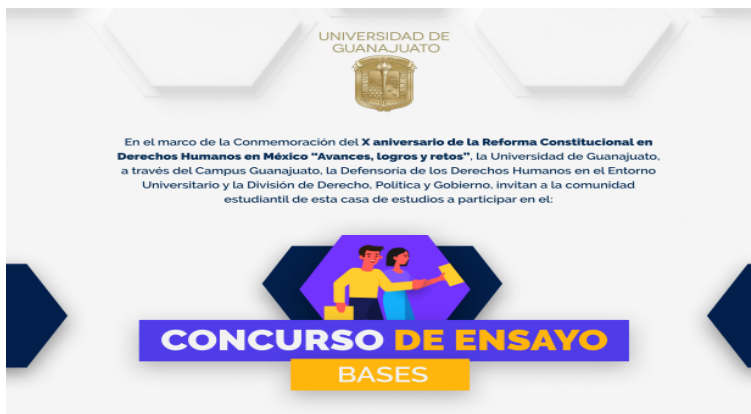 UNIVERSIDAD DE
GUANAJUATO
En el marco de la Conmemoración del X aniversario de la Reforma Constitucional en
Derechos Humanos en México "Avances, logros y retos", la Universidad de Guanajuato,
a través del Campus Guanajuato, la Defensoría de los Derechos Humanos en el Entorno
Universitario y la División de Derecho, Política y Gobierno, invitan a la comunidad
estudiantil de esta casa de estudios a participar en el:
CONCURSO DE ENSAYO
BASES